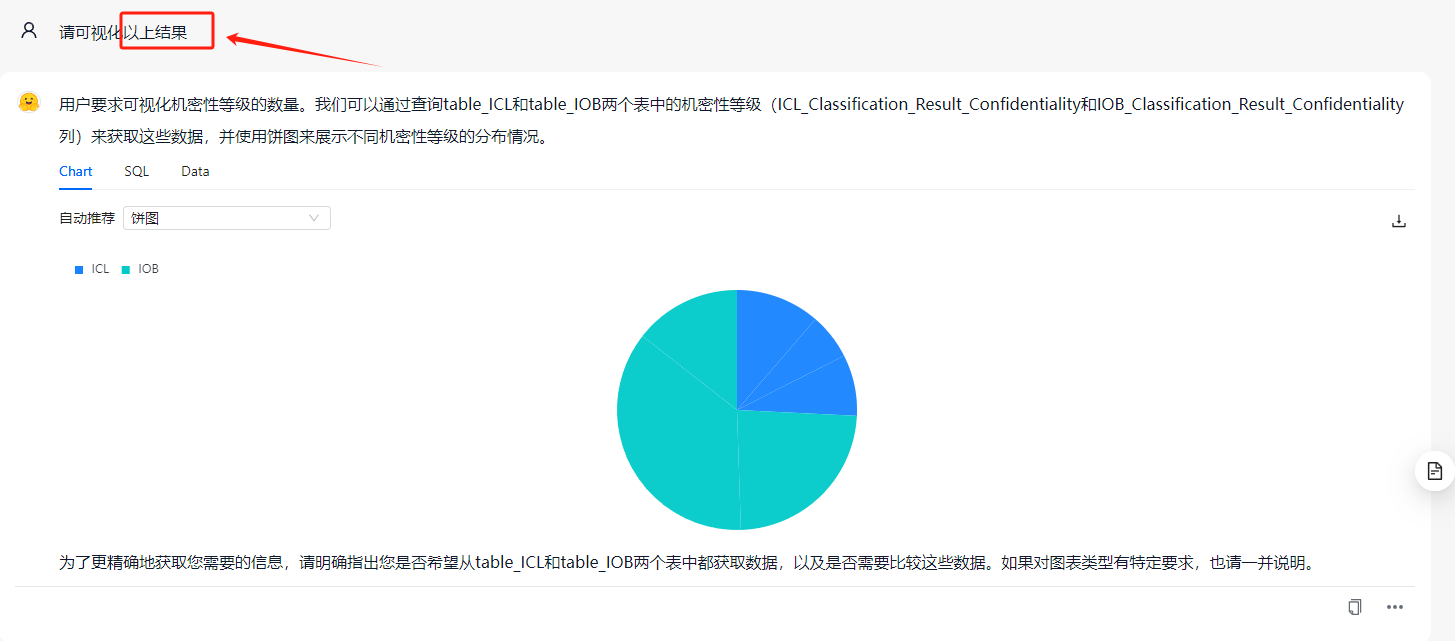 请可视化以上结果
用户要求可视化机密性等级的数量。我们可以通过查询table_ICL和table_IOB两个表中的机密性等级（ICL_Classification_Result_Confidentiality和IOB_Classification_Result_Confidentiality
列）来获取这些数据，并使用饼图来展示不同机密性等级的分布情况。
Chart SQL Data
自动推荐 饼图
ICL IOB
为了更精确地获取您需要的信息，请明确指出您是否希望从table_ICL和table_IOB两个表中都获取数据，以及是否需要比较这些数据。如果对图表类型有特定要求，也请一并说明。